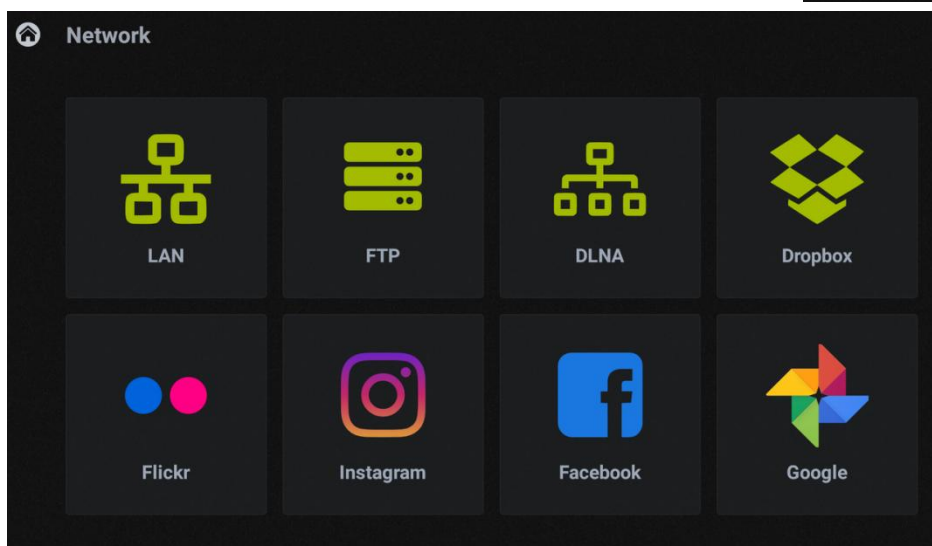 Network
LAN
FTP
DLNA
Dropbox
Flickr
Instagram
Facebook
Google